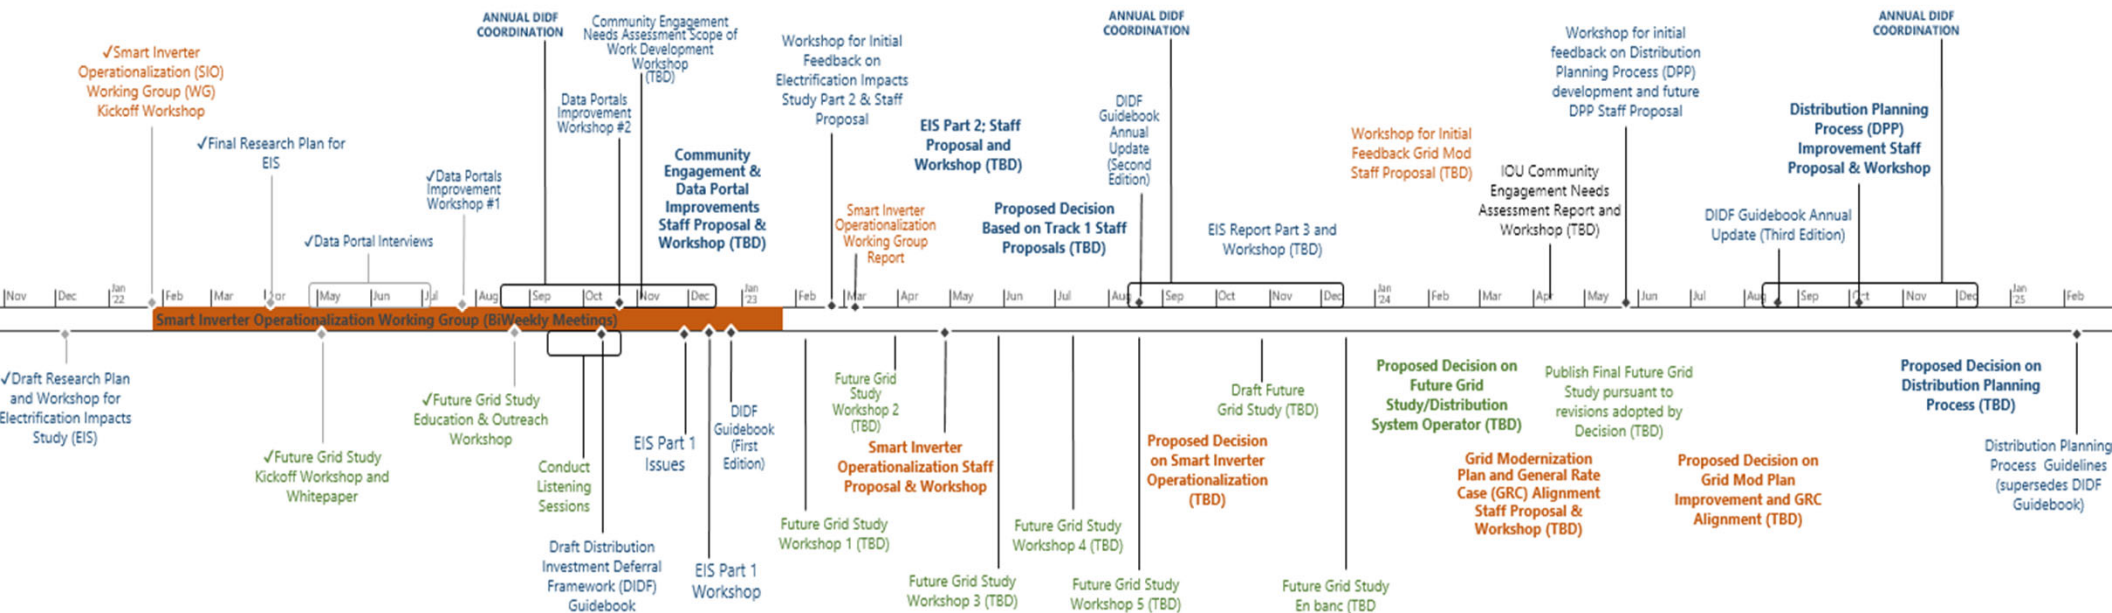 ANNUAL DIDF
COORDINATION
Community Engagement
Needs Assessment Scope of
Work Development
Workshop
(TBD)
ANNUAL DIDF
COORDINATION
ANNUAL DIDF
COORDINATION
✓Smart Inverter
Operationalization (SIO)
Working Group (WG)
Kickoff Workshop
✓Final Research Plan for
EIS
✓Data Portal Interviews
✓Data Portals
Improvement
Workshop #1
Data Portals
Improvement
Workshop #2
Community
Engagement &
Data Portal
Improvements
Staff Proposal &
Workshop (TBD)
Workshop for Initial
Feedback on
Electrification Impacts
Study Part 2 & Staff
Proposal
Smart Inverter
Operationalization
Working Group
Report
EIS Part 2; Staff
Proposal and
Workshop (TBD)
Proposed Decision
Based on Track 1 Staff
Proposals (TBD)
DIDF
Guidebook
Annual
Update
(Second
Edition)
EIS Report Part 3 and
Workshop (TBD)
Workshop for Initial
Feedback Grid Mod
Staff Proposal (TBD)
IOU Community
Engagement Needs
Assessment Report and
Workshop (TBD)
Workshop for initial
feedback on Distribution
Planning Process (DPP)
development and future
DPP Staff Proposal
DIDF Guidebook Annual
Update (Third Edition)
Distribution Planning
Process (DPP)
Improvement Staff
Proposal & Workshop
Nov Dec Jan '22 Feb Mar Apr May Jun Jul Aug Sep Oct Nov Dec Jan '23 Feb Mar Apr May Jun Jul Aug Sep Oct Nov Dec Jan '24 Feb Mar Apr May Jun Jul Aug Sep Oct Nov Dec Jan '25 Feb
Smart Inverter Operationalization Working Group (BiWeekly Meetings)
✓Draft Research Plan
and Workshop for
Electrification Impacts
Study (EIS)
✓Future Grid Study
Kickoff Workshop and
Whitepaper
✓Future Grid Study
Education & Outreach
Workshop
Conduct
Listening
Sessions
Draft Distribution
Investment Deferral
Framework (DIDF)
Guidebook
EIS Part 1
Issues
EIS Part 1
Workshop
DIDF
Guidebook
(First
Edition)
Future Grid Study
Workshop 1 (TBD)
Future Grid
Study
Workshop 2
(TBD)
Smart Inverter
Operationalization Staff
Proposal & Workshop
Future Grid Study
Workshop 3 (TBD)
Future Grid Study
Workshop 4 (TBD)
Future Grid Study
Workshop 5 (TBD)
Proposed Decision
on Smart Inverter
Operationalization
(TBD)
Draft Future
Grid Study (TBD)
Future Grid Study
En banc (TBD
Proposed Decision on
Future Grid
Study/Distribution
System Operator (TBD)
Grid Modernization
Plan and General Rate
Case (GRC) Alignment
Staff Proposal &
Workshop (TBD)
Publish Final Future Grid
Study pursuant to
revisions adopted by
Decision (TBD)
Proposed Decision on
Grid Mod Plan
Improvement and GRC
Alignment (TBD)
Proposed Decision on
Distribution Planning
Process (TBD)
Distribution Planning
Process Guidelines
(supersedes DIDF
Guidebook)